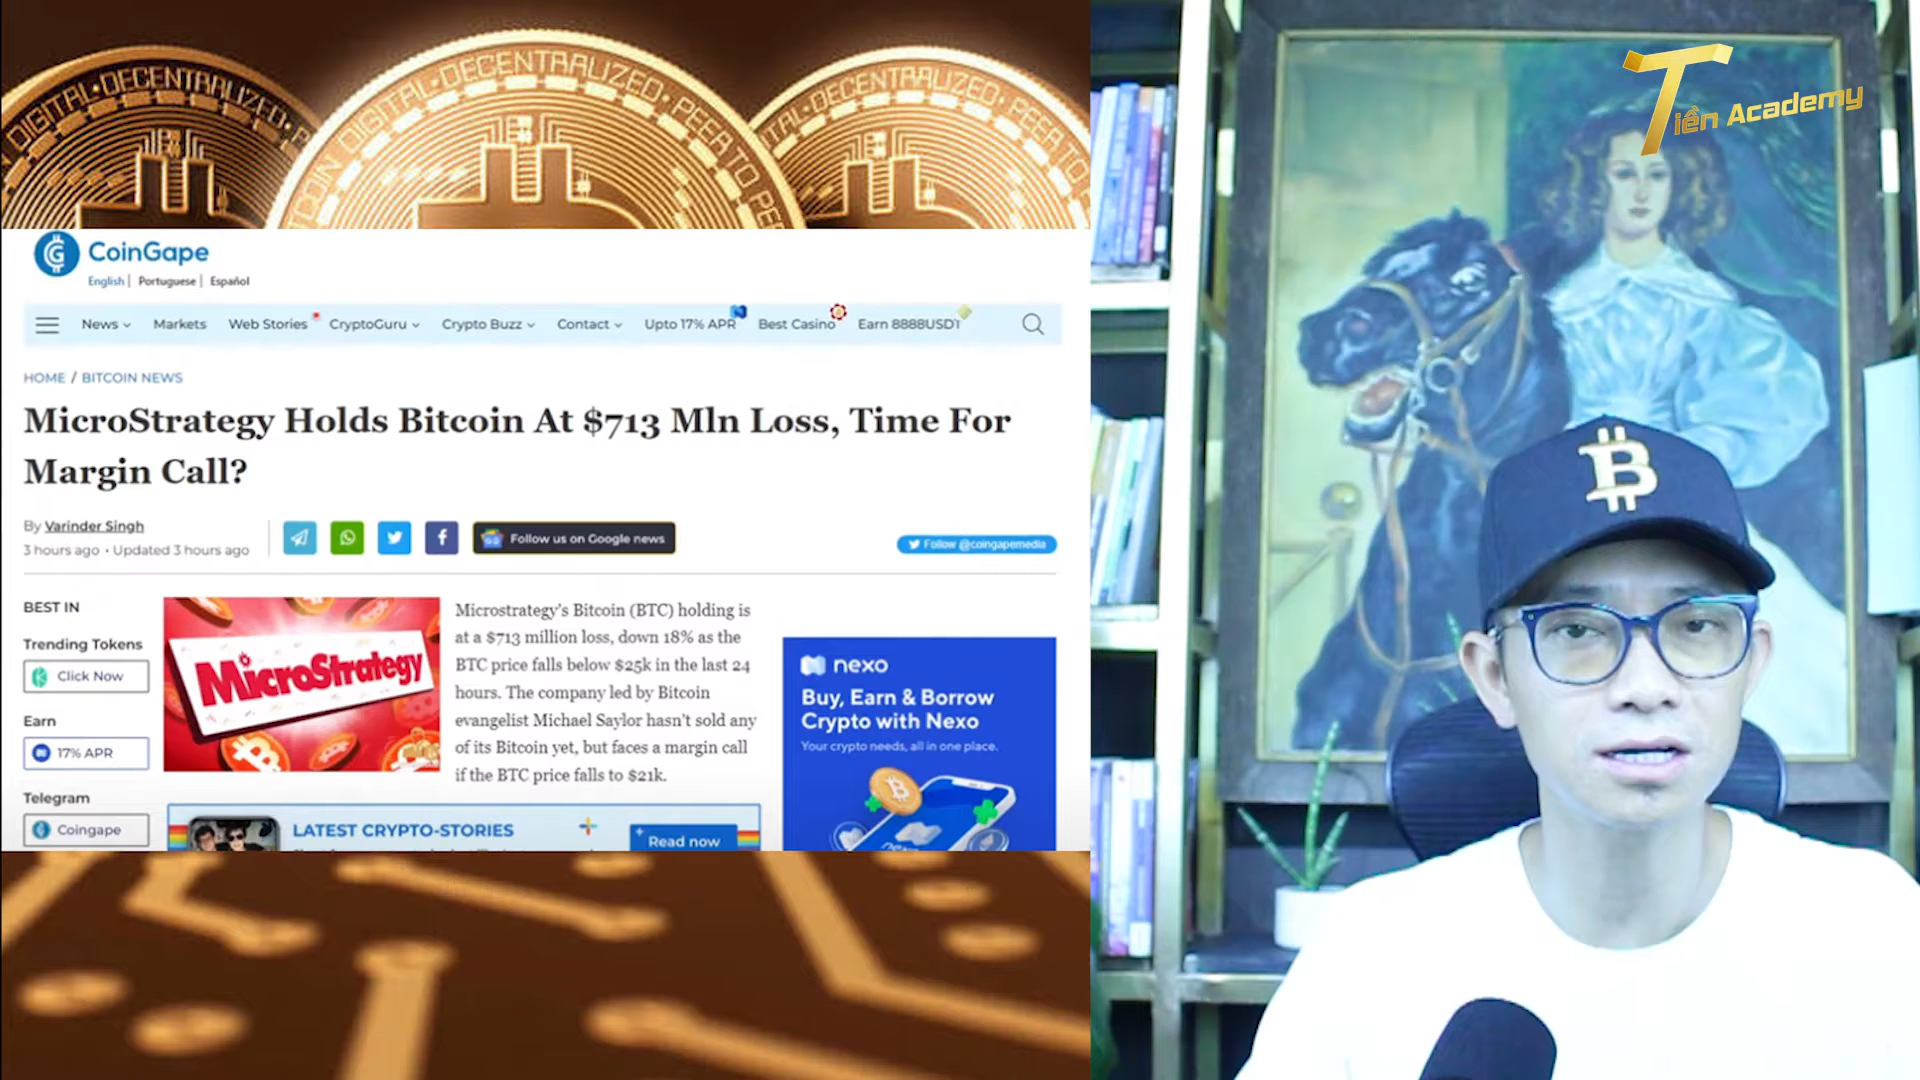 DIGITAL • DECENTRALIZED • P
COIN DIGITAL • DECENTRALIZED • PEER TO PEE
DIGITAL • DECENTRALIZED • PEER TO
Tiền Academy
CoinGape
English | Portuguese | Español
News Markets Web Stories CryptoGuru Crypto Buzz Contact Upto 17% APR Best Casino Earn 8888USDT
HOME / BITCOIN NEWS
MicroStrategy Holds Bitcoin At $713 Mln Loss, Time For
Margin Call?
By Varinder Singh
3 hours ago • Updated 3 hours ago
Follow us on Google news
Follow @coingapemedia
BEST IN
Trending Tokens
Click Now
Earn
17% APR
Telegram
Coingape
MicroStrategy
Microstrategy's Bitcoin (BTC) holding is
at a $713 million loss, down 18% as the
BTC price falls below $25k in the last 24
hours. The company led by Bitcoin
evangelist Michael Saylor hasn't sold any
of its Bitcoin yet, but faces a margin call
if the BTC price falls to $21k.
LATEST CRYPTO-STORIES
Read now
nexo
Buy, Earn & Borrow
Crypto with Nexo
Your crypto needs, all in one place.